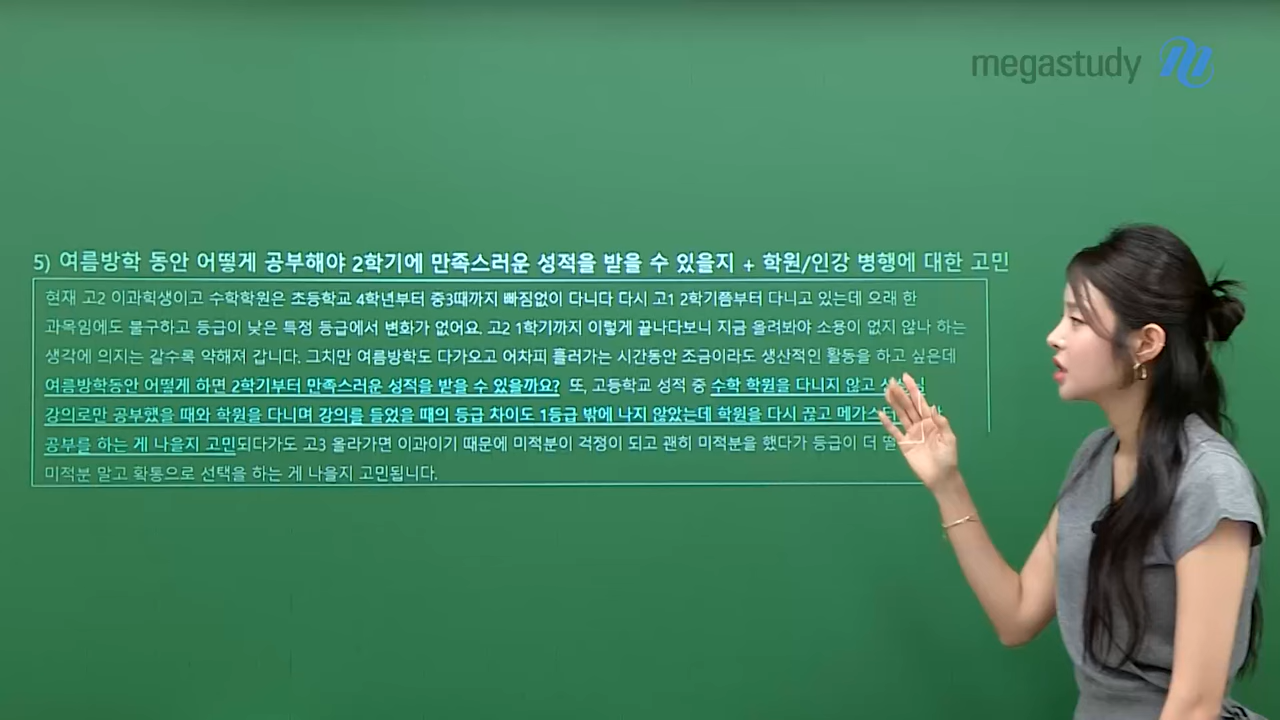 megastudy
5) 여름방학 동안 어떻게 공부해야 2학기에 만족스러운 성적을 받을 수 있을지 + 학원/인강 병행에 대한 고민
현재 고2 이과학생이고 수학학원은 초등학교 4학년부터 중3때까지 빠짐없이 다니다 다시 고1 2학기쯤부터 다니고 있는데 오래 한
과목임에도 불구하고 등급이 낮은 특정 등급에서 변화가 없어요. 고2 1학기까지 이렇게 끝나다보니 지금 올려봐야 소용이 없지 않나 하는
생각에 의지는 갈수록 약해져 갑니다. 그치만 여름방학도 다가오고 어차피 흘러가는 시간동안 조금이라도 생산적인 활동을 하고 싶은데
여름방학동안 어떻게 하면 2학기부터 만족스러운 성적을 받을 수 있을까요? 또, 고등학교 성적 중 수학 학원을 다니지 않고
강의로만 공부했을 때와 학원을 다니며 강의를 들었을 때의 등급 차이도 1등급 밖에 나지 않았는데 학원을 다시 끊고
공부를 하는 게 나을지 고민되다가도 고3 올라가면 이과이기 때문에 미적분이 걱정이 되고 괜히 미적분을 했다가 등급이 더
미적분 말고 확통으로 선택을 하는 게 나을지 고민됩니다.